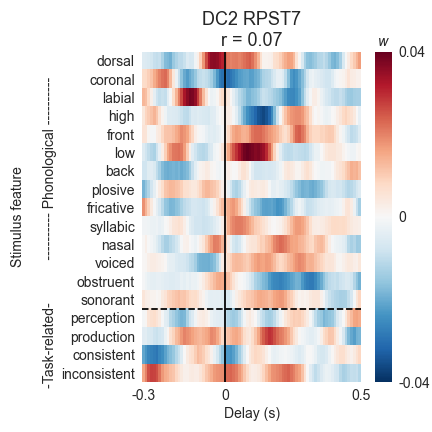 DC2 RPST7
r = 0.07
w
dorsal
coronal
labial
high
front
low
back
plosive
fricative
syllabic
nasal
voiced
obstruent
sonorant
perception
production
consistent
inconsistent
Stimulus feature
-Task-related- ----------- Phonological -----------
0.04
0
-0.04
-0.3 0 0.5
Delay (s)